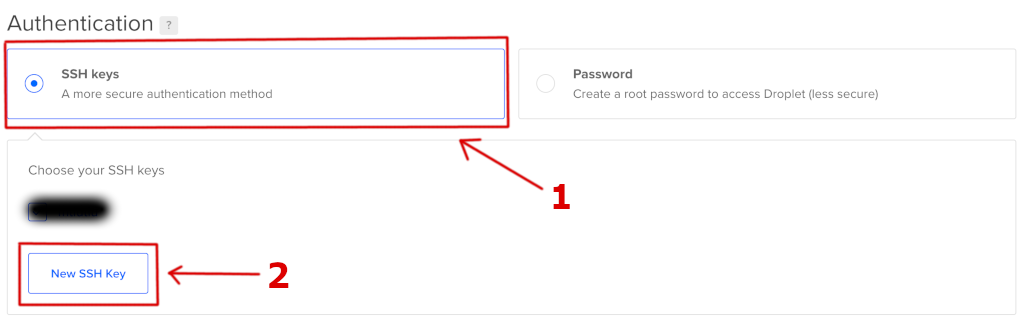 Authentication ?
SSH keys
A more secure authentication method
Password
Create a root password to access Droplet (less secure)
1
Choose your SSH keys
New SSH Key
2